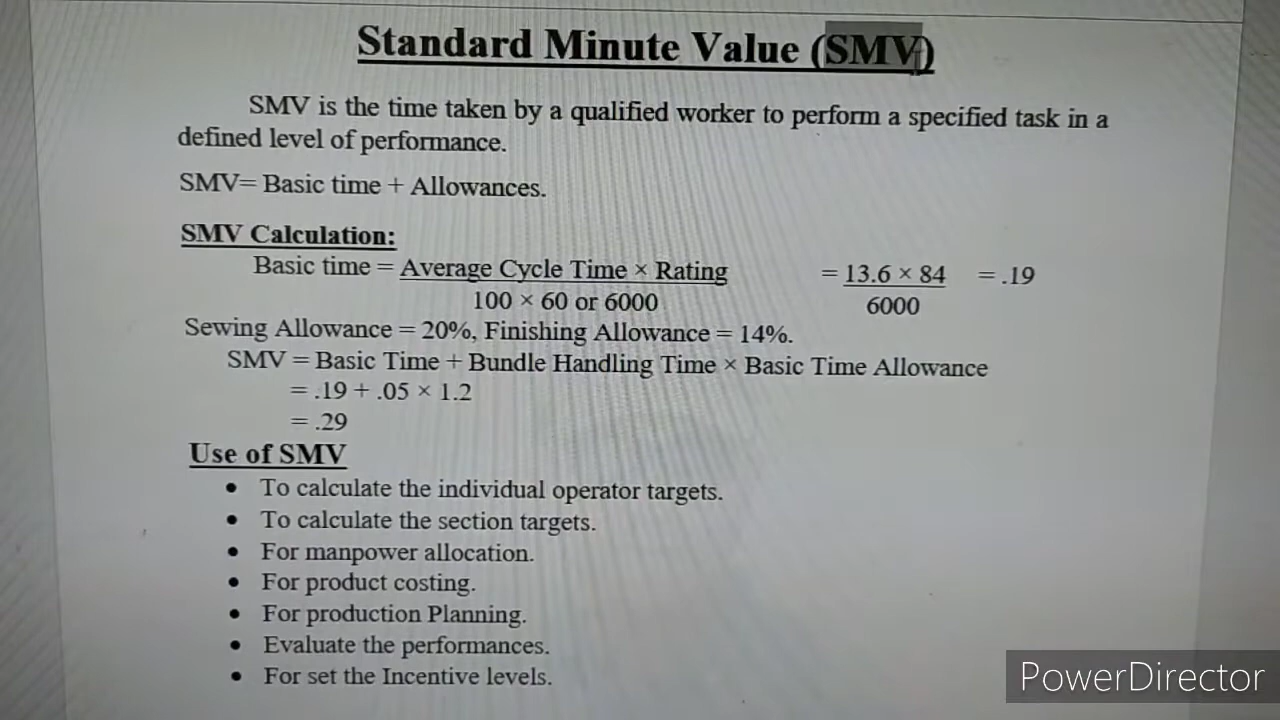 Standard Minute Value (SMV)
SMV is the time taken by a qualified worker to perform a specified task in a
defined level of performance.
SMV= Basic time + Allowances.
SMV Calculation:
Basic time = Average Cycle Time × Rating = 13.6 × 84 = .19
100 × 60 or 6000 6000
Sewing Allowance = 20%, Finishing Allowance = 14%.
SMV = Basic Time + Bundle Handling Time × Basic Time Allowance
= .19 + .05 × 1.2
= .29
Use of SMV
• To calculate the individual operator targets.
• To calculate the section targets.
• For manpower allocation.
• For product costing.
• For production Planning.
• Evaluate the performances.
• For set the Incentive levels.
PowerDirector